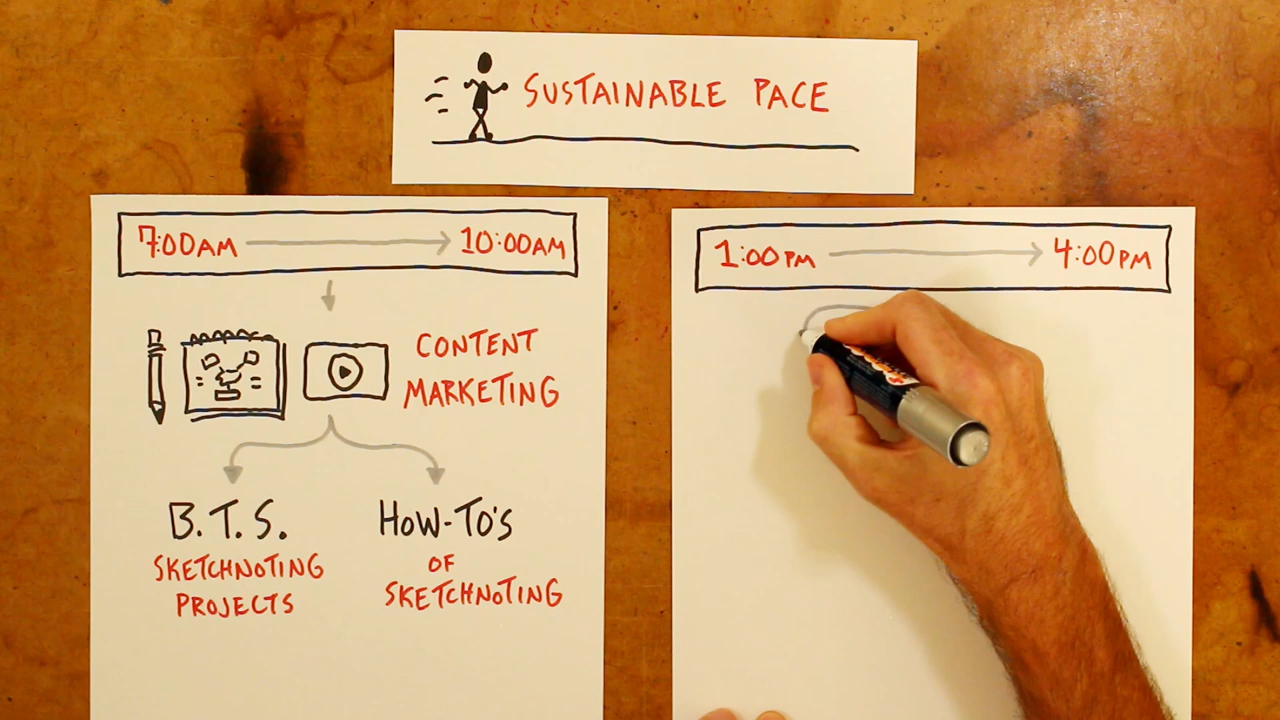 SUSTAINABLE PACE
7:00AM 10:00AM
CONTENT
MARKETING
B.T.S.
SKETCHNOTING
PROJECTS
HOW-TO'S
OF
SKETCHNOTING
1:00PM 4:00PM